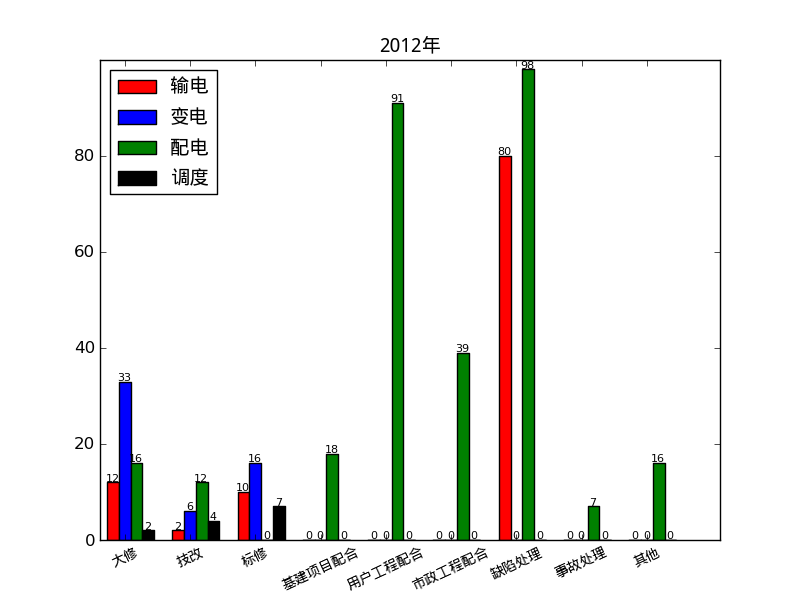 2012年
输电
变电
配电
调度
80
60
40
20
0
12 33 16 2
2 6 12 4
10 16 0 7
0 0 18 0
0 0 91 0
0 0 39 0
80 0 98 0
0 0 7 0
0 0 16 0
大修
技改
标修
基建项目配合
用户工程配合
市政工程配合
缺陷处理
事故处理
其他